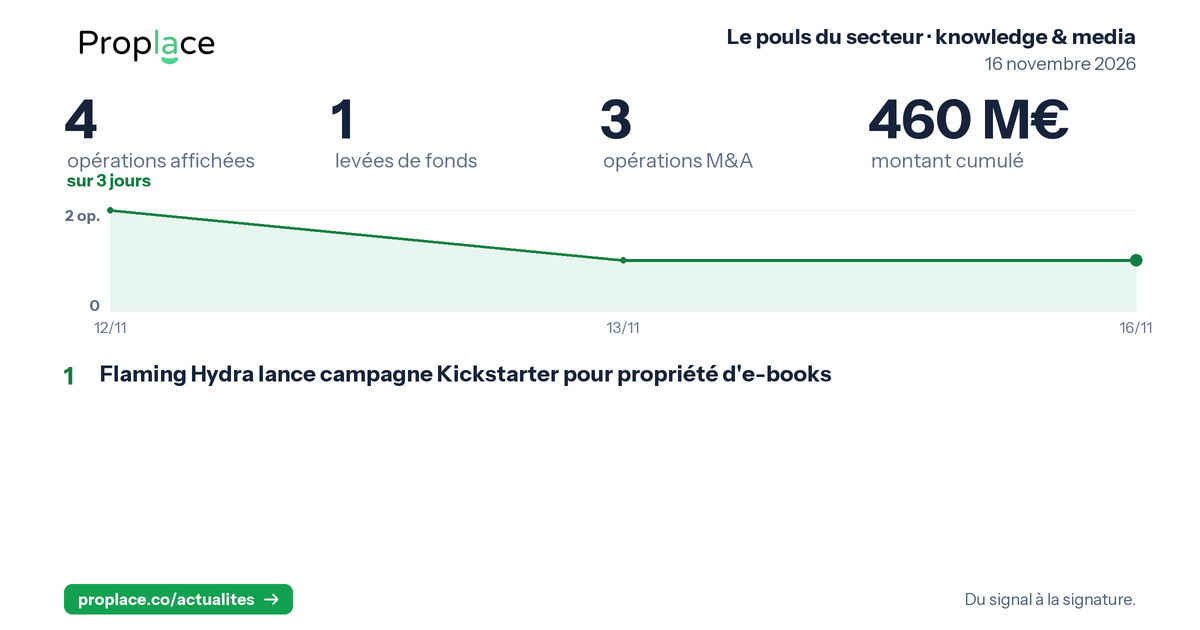 Proplace
Le pouls du secteur · knowledge & media
16 novembre 2026
4
opérations affichées
sur 3 jours
1
levées de fonds
3
opérations M&A
460 M€
montant cumulé
2 op.
0
12/11
13/11
16/11
1 Flaming Hydra lance campagne Kickstarter pour propriété d'e-books
proplace.co/actualites →
Du signal à la signature.